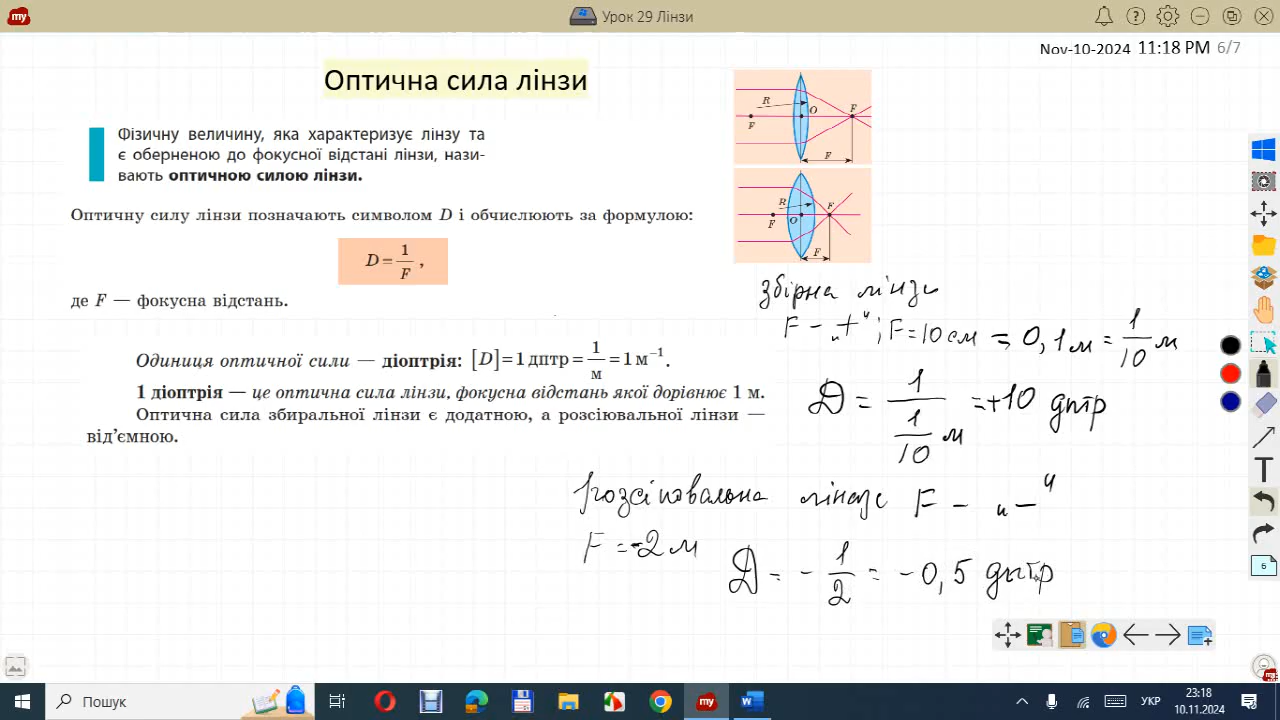 my
Урок 29 Лінзи
Nov-10-2024 11:18 PM 6/7
Оптична сила лінзи
Фізичну величину, яка характеризує лінзу та
є оберненою до фокусної відстані лінзи, нази-
вають оптичною силою лінзи.
Оптичну силу лінзи позначають символом D і обчислюють за формулою:
D = 1/F ,
де F — фокусна відстань.
R O F F F
R O F F F
збірна лінзи
F – „+“; F = 10 см = 0,1 м = 1/10 м
Одиниця оптичної сили — діоптрія: [D] = 1 дптр = 1/м = 1 м⁻¹.
1 діоптрія — це оптична сила лінзи, фокусна відстань якої дорівнює 1 м.
Оптична сила збиральної лінзи є додатною, а розсіювальної лінзи —
від’ємною.
D = 1/(1/10 м) = +10 дптр
F – „–“
F = -2 м
D = - 1/2 = - 0,5 дптр
T
6
Пошук
my
УКР
23:18
10.11.2024